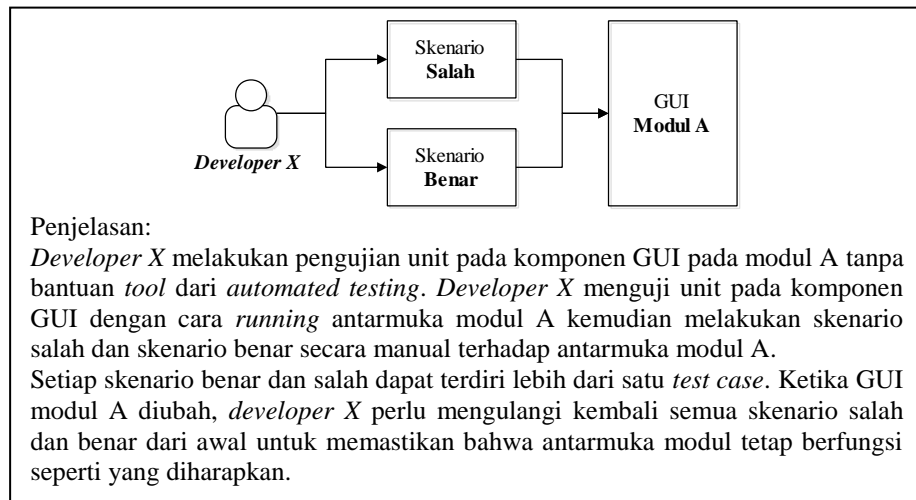 Skenario
Salah
GUI
Modul A
Developer X
Skenario
Benar
Penjelasan:
Developer X melakukan pengujian unit pada komponen GUI pada modul A tanpa
bantuan tool dari automated testing. Developer X menguji unit pada komponen
GUI dengan cara running antarmuka modul A kemudian melakukan skenario
salah dan skenario benar secara manual terhadap antarmuka modul A.
Setiap skenario benar dan salah dapat terdiri lebih dari satu test case. Ketika GUI
modul A diubah, developer X perlu mengulangi kembali semua skenario salah
dan benar dari awal untuk memastikan bahwa antarmuka modul tetap berfungsi
seperti yang diharapkan.